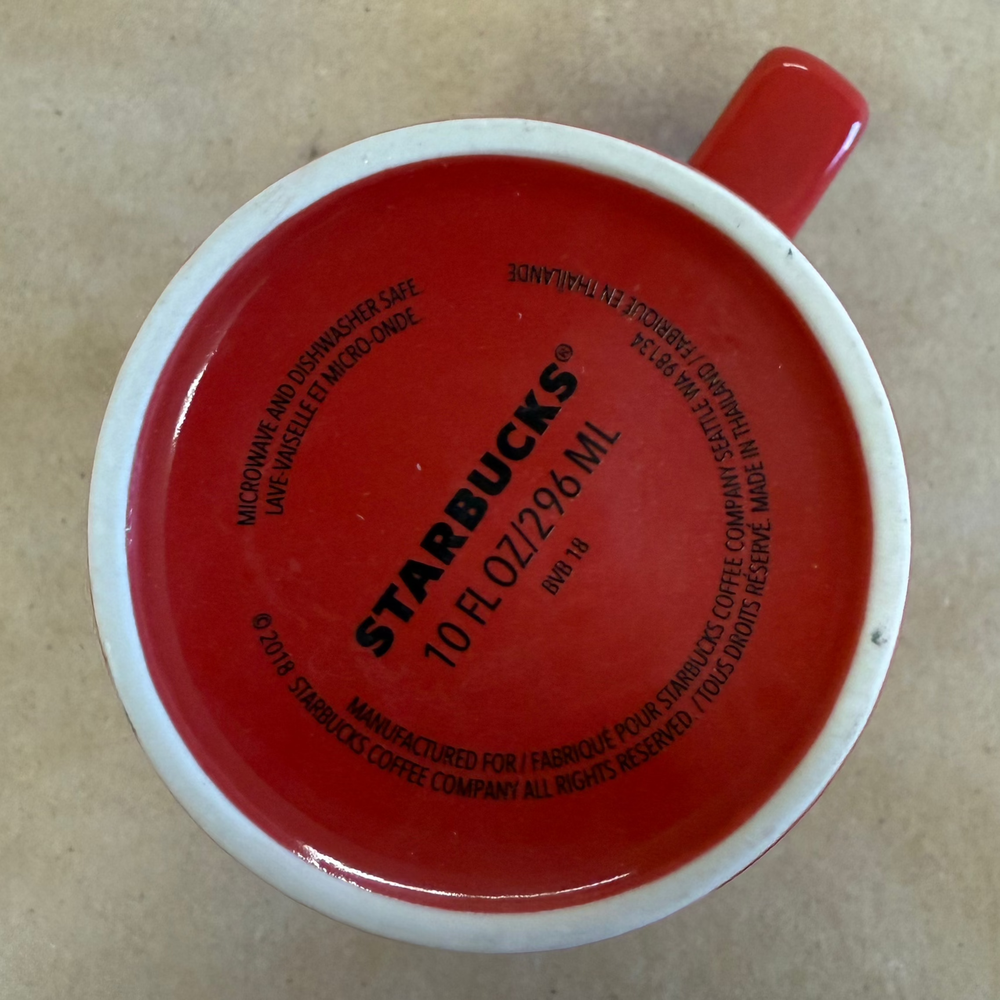 MICROWAVE AND DISHWASHER SAFE.
LAVE-VAISELLE ET MICRO-ONDE.
STARBUCKS®
10 FL OZ/296 ML
BVB 18
MANUFACTURED FOR / FABRIQUÉ POUR STARBUCKS COFFEE COMPANY SEATTLE WA 98134
©2018 STARBUCKS COFFEE COMPANY ALL RIGHTS RESERVED. / TOUS DROITS RÉSERVÉ. MADE IN THAILAND / FABRIQUE EN THAÏLANDE